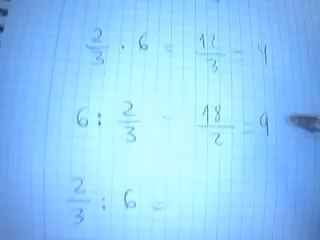 2/3 · 6 = 12/3 = 4
6 : 2/3 = 18/2 = 9
2/3 : 6 =